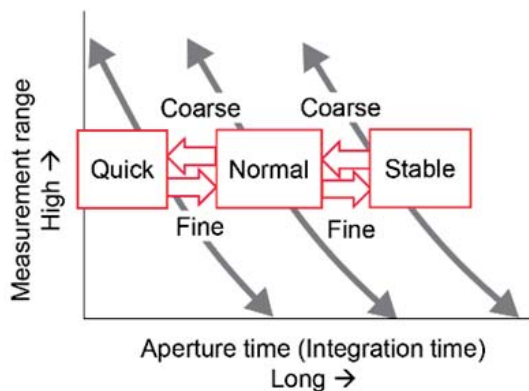 Measurement range
High →
Coarse
Coarse
Quick
Normal
Stable
Fine
Fine
Aperture time (Integration time)
Long →